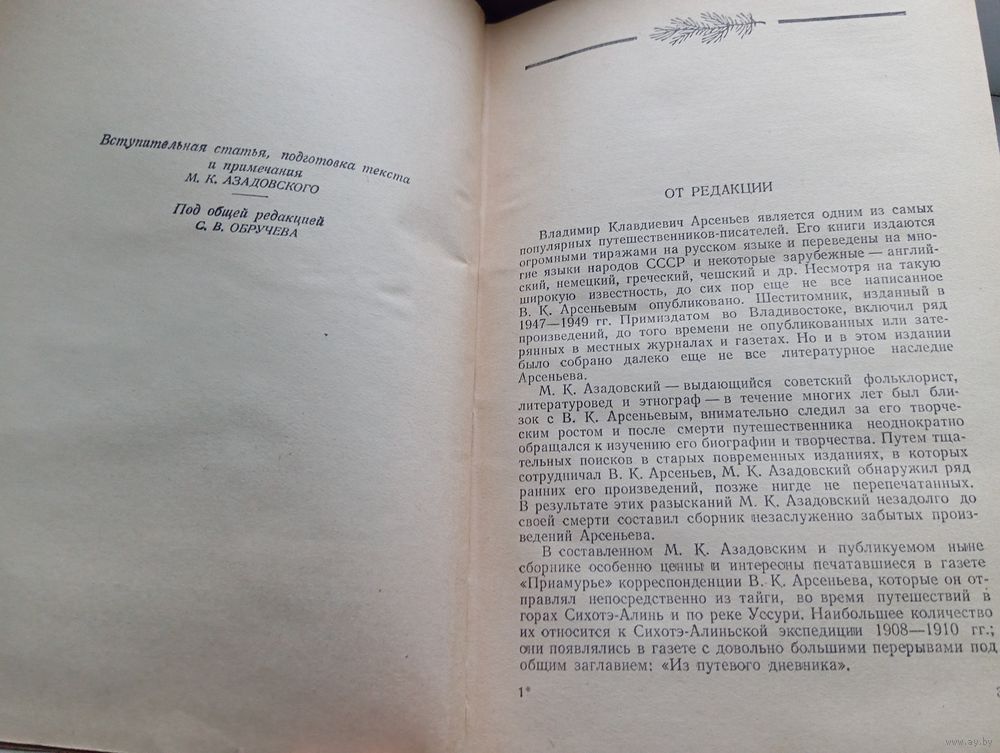 Вступительная статья, подготовка текста
и примечания
М. К. АЗАДОВСКОГО
Под общей редакцией
С. В. ОБРУЧЕВА
ОТ РЕДАКЦИИ
Владимир Клавдиевич Арсеньев является одним из самых
популярных путешественников-писателей. Его книги издаются
огромными тиражами на русском языке и переведены на мно-
гие языки народов СССР и некоторые зарубежные — англий-
ский, немецкий, греческий, чешский и др. Несмотря на такую
широкую известность, до сих пор еще не все написанное
В. К. Арсеньевым опубликовано. Шеститомник, изданный в
1947—1949 гг. Примиздатом во Владивостоке, включил ряд
произведений, до того времени не опубликованных или зате-
рянных в местных журналах и газетах. Но и в этом издании
было собрано далеко еще не все литературное наследие
Арсеньева.
М. К. Азадовский — выдающийся советский фольклорист,
литературовед и этнограф — в течение многих лет был бли-
зок с В. К. Арсеньевым, внимательно следил за его творче-
ским ростом и после смерти путешественника неоднократно
обращался к изучению его биографии и творчества. Путем тща-
тельных поисков в старых повременных изданиях, в которых
сотрудничал В. К. Арсеньев, М. К. Азадовский обнаружил ряд
ранних его произведений, позже нигде не перепечатанных.
В результате этих разысканий М. К. Азадовский незадолго до
своей смерти составил сборник незаслуженно забытых произ-
ведений Арсеньева.
В составленном М. К. Азадовским и публикуемом ныне
сборнике особенно ценны и интересны печатавшиеся в газете
«Приамурье» корреспонденции В. К. Арсеньева, которые он от-
правлял непосредственно из тайги, во время путешествий в
горах Сихотэ-Алинь и по реке Уссури. Наибольшее количество
их относится к Сихотэ-Алиньской экспедиции 1908—1910 гг.;
они появлялись в газете с довольно большими перерывами под
общим заглавием: «Из путевого дневника».
1*
3
www.ay.by